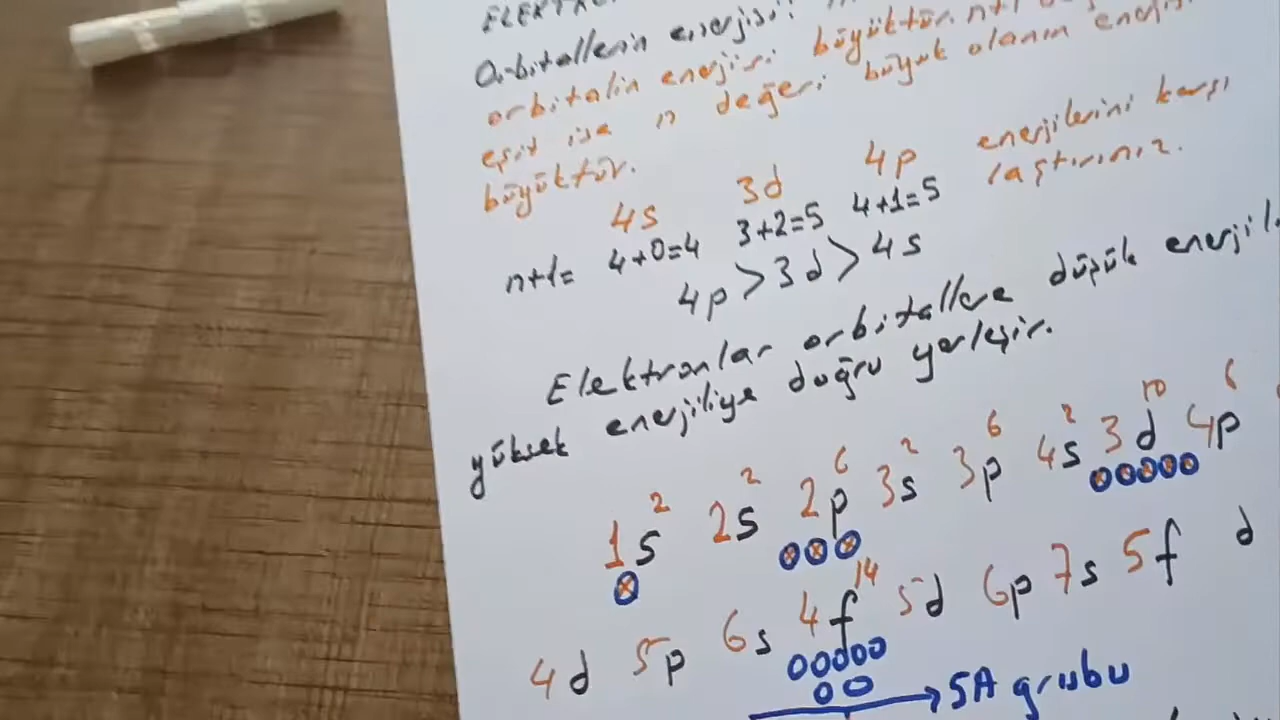 Orbitallerin enerjisi:
orbitalin enerjisi büyüktür. n+l
eşit ise n değeri büyük olanın enerjisi
büyüktür.
4s 3d 4p enerjilerini karşı
laştırınız.
n+l= 4+0=4 3+2=5 4+1=5
4p > 3d > 4s
Elektronlar orbitallere düşük enerjili
yüksek enerjiliye doğru yerleşir.
1s² 2s² 2p⁶ 3s² 3p⁶ 4s² 3d¹⁰ 4p⁶
4d 5p 6s 4f¹⁴ 5d 6p 7s 5f d
5A grubu